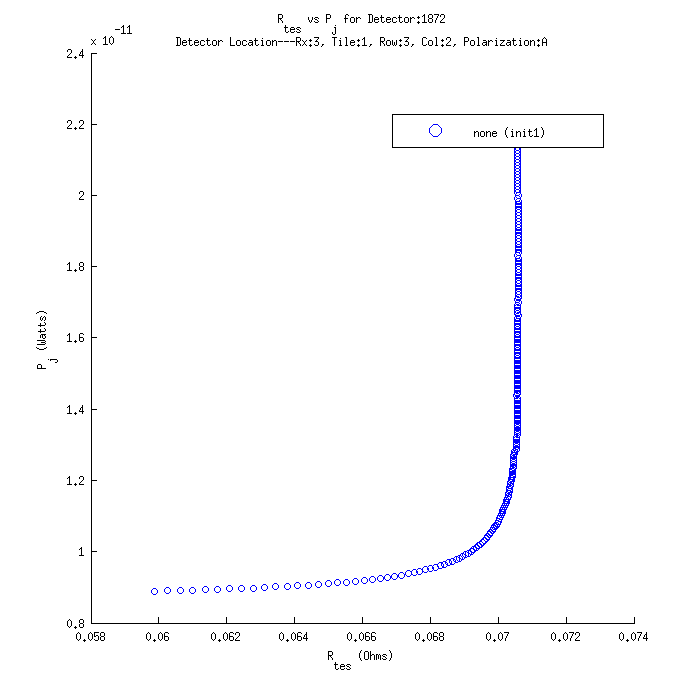 R_tes vs P_j for Detector:1872
Detector Location---Rx:3, Tile:1, Row:3, Col:2, Polarization:A
x 10^-11
2.4
2.2
2
1.8
1.6
1.4
1.2
1
0.8
P_j (Watts)
none (init1)
0.058 0.06 0.062 0.064 0.066 0.068 0.07 0.072 0.074
R_tes (Ohms)